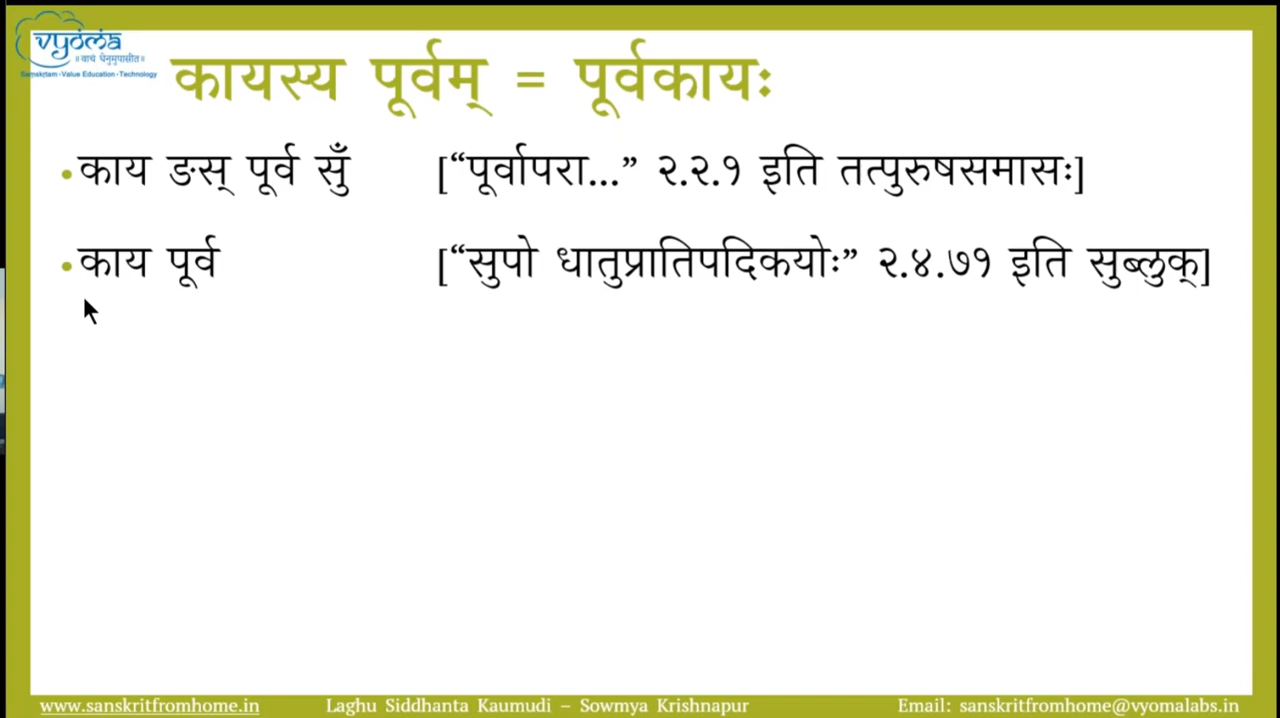 vyoma
॥ वाचं धेनुमुपासीत॥
Samskrtam-Value Education-Technology
कायस्य पूर्वम् = पूर्वकायः
• काय ङस् पूर्व सुँ [“पूर्वापरा...” २.२.१ इति तत्पुरुषसमासः]
• काय पूर्व [“सुपो धातुप्रातिपदिकयोः” २.४.७१ इति सुब्लुक्]
www.sanskritfromhome.in Laghu Siddhanta Kaumudi – Sowmya Krishnapur Email: sanskritfromhome@vyomalabs.in